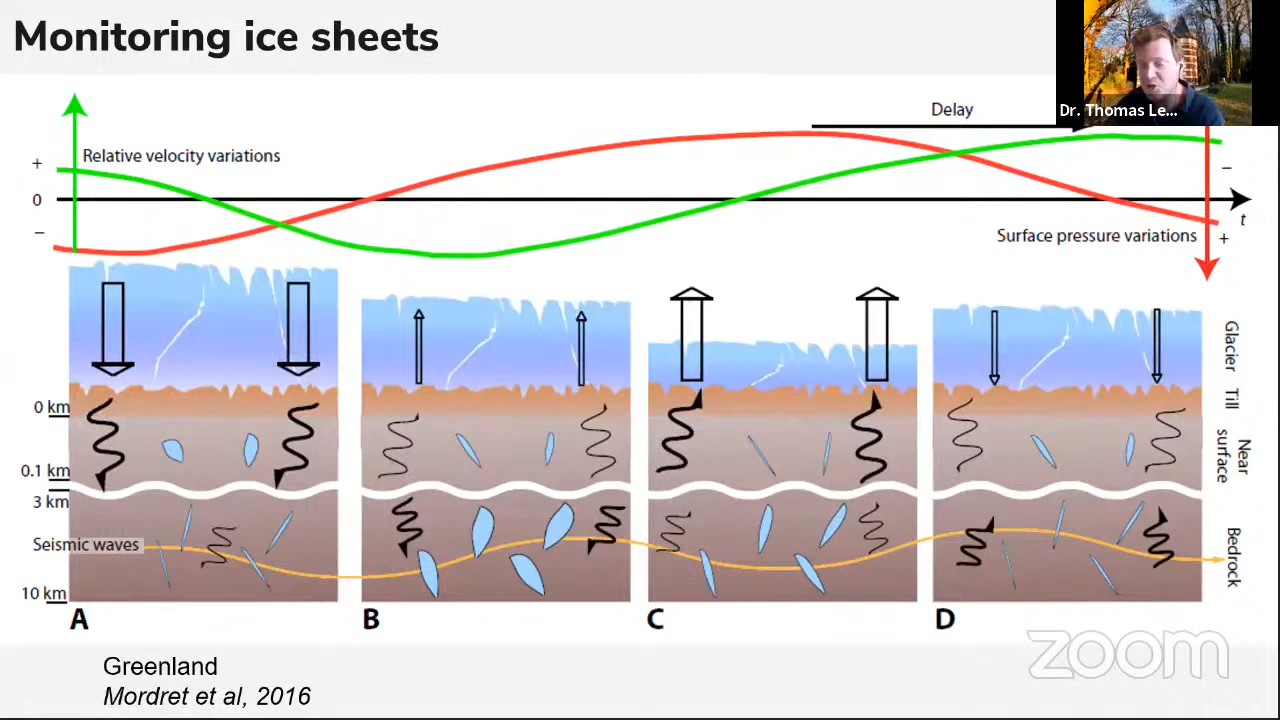 Monitoring ice sheets
Dr. Thomas Le...
Delay
Relative velocity variations
+
0
−
−
t
Surface pressure variations
+
Glacier
Till
Near
surface
Bedrock
0 km
0.1 km
3 km
Seismic waves
10 km
A
B
C
D
zoom
Greenland
Mordret et al, 2016